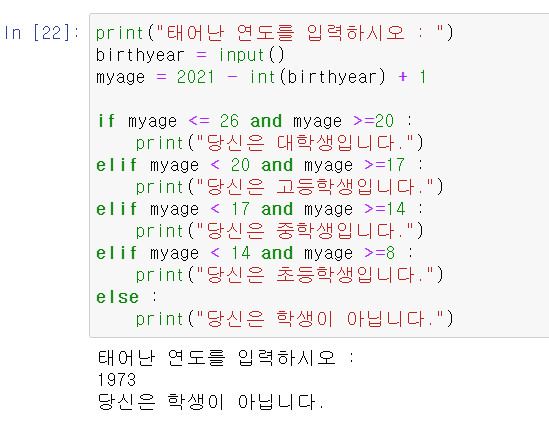 In [22]: print("태어난 연도를 입력하시오 : ")
birthyear = input()
myage = 2021 - int(birthyear) + 1
if myage <= 26 and myage >=20 :
    print("당신은 대학생입니다.")
elif myage < 20 and myage >=17 :
    print("당신은 고등학생입니다.")
elif myage < 17 and myage >=14 :
    print("당신은 중학생입니다.")
elif myage < 14 and myage >=8 :
    print("당신은 초등학생입니다.")
else :
    print("당신은 학생이 아닙니다.")
태어난 연도를 입력하시오 :
1973
당신은 학생이 아닙니다.